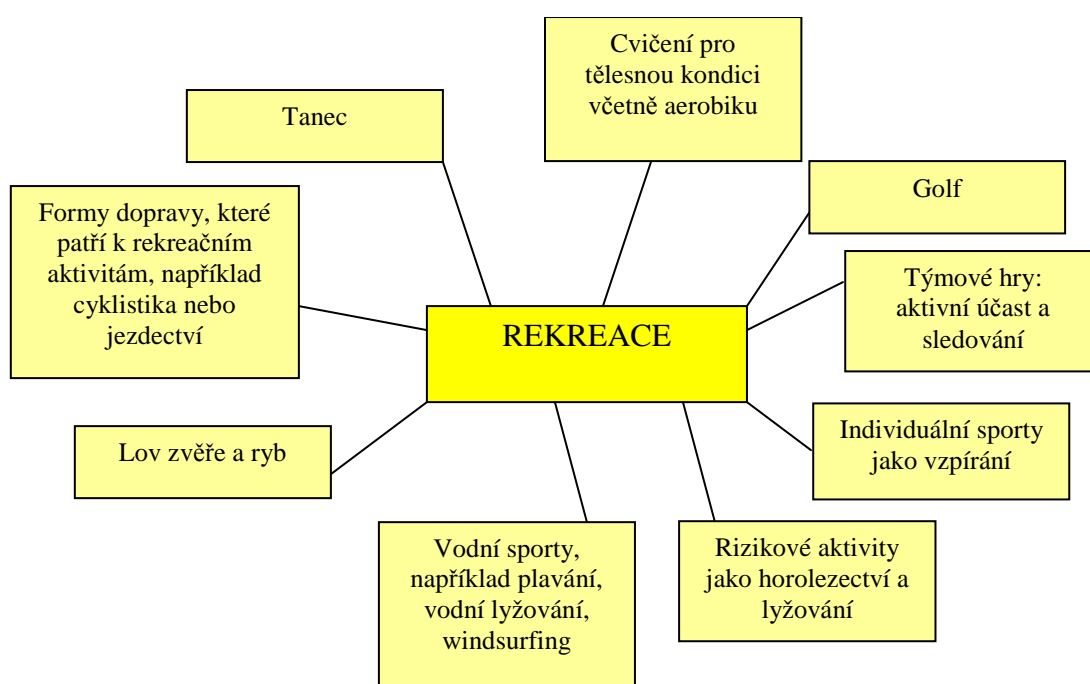 Cvičení pro
tělesnou kondici
včetně aerobiku
Tanec
Golf
Formy dopravy, které
patří k rekreačním
aktivitám, například
cyklistika nebo
jezdectví
Týmové hry:
aktivní účast a
sledování
REKREACE
Lov zvěře a ryb
Individuální sporty
jako vzpírání
Vodní sporty,
například plavání,
vodní lyžování,
windsurfing
Rizikové aktivity
jako horolezectví a
lyžování